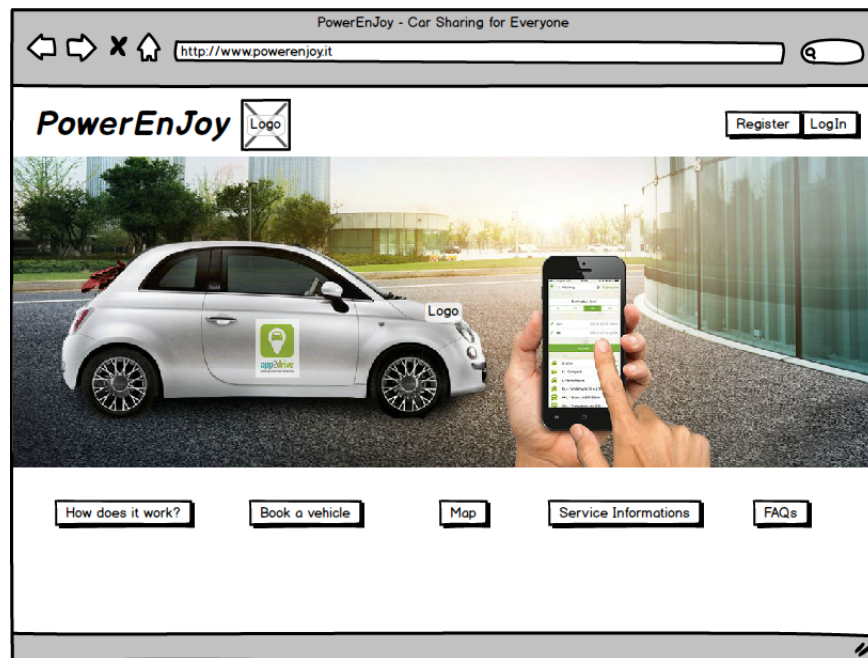 PowerEnJoy - Car Sharing for Everyone
http://www.powerenjoy.it
PowerEnJoy
Logo
Register
LogIn
Logo
app2drive
How does it work?
Book a vehicle
Map
Service Informations
FAQs